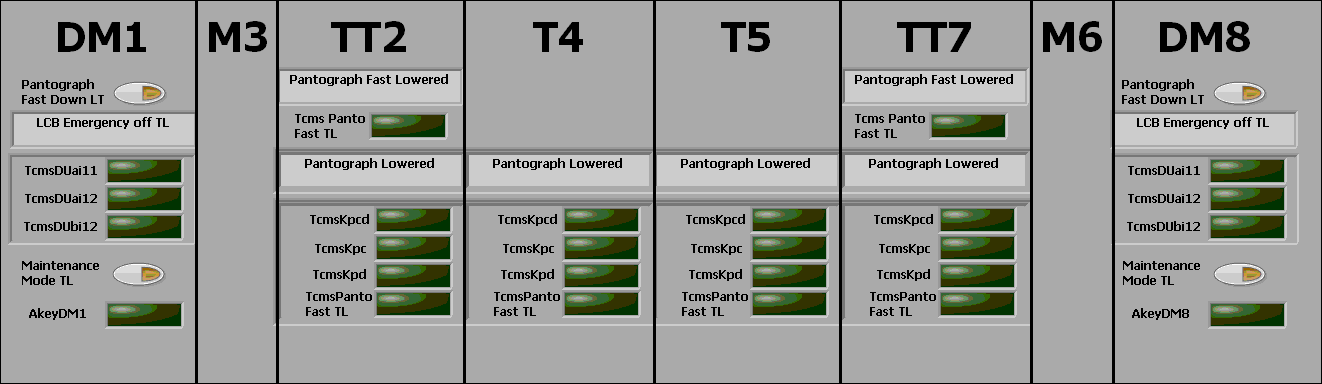 DM1
M3
TT2
T4
T5
TT7
M6
DM8
Pantograph
Fast Down LT
LCB Emergency off TL
TcmsDUai11
TcmsDUai12
TcmsDUbi12
Maintenance
Mode TL
AkeyDM1
Pantograph Fast Lowered
Tcms Panto
Fast TL
Pantograph Lowered
TcmsKpcd
TcmsKpc
TcmsKpd
TcmsPanto
Fast TL
Pantograph Lowered
TcmsKpcd
TcmsKpc
TcmsKpd
TcmsPanto
Fast TL
Pantograph Lowered
TcmsKpcd
TcmsKpc
TcmsKpd
TcmsPanto
Fast TL
Pantograph Fast Lowered
Tcms Panto
Fast TL
Pantograph Lowered
TcmsKpcd
TcmsKpc
TcmsKpd
TcmsPanto
Fast TL
Pantograph
Fast Down LT
LCB Emergency off TL
TcmsDUai11
TcmsDUai12
TcmsDUbi12
Maintenance
Mode TL
AkeyDM8